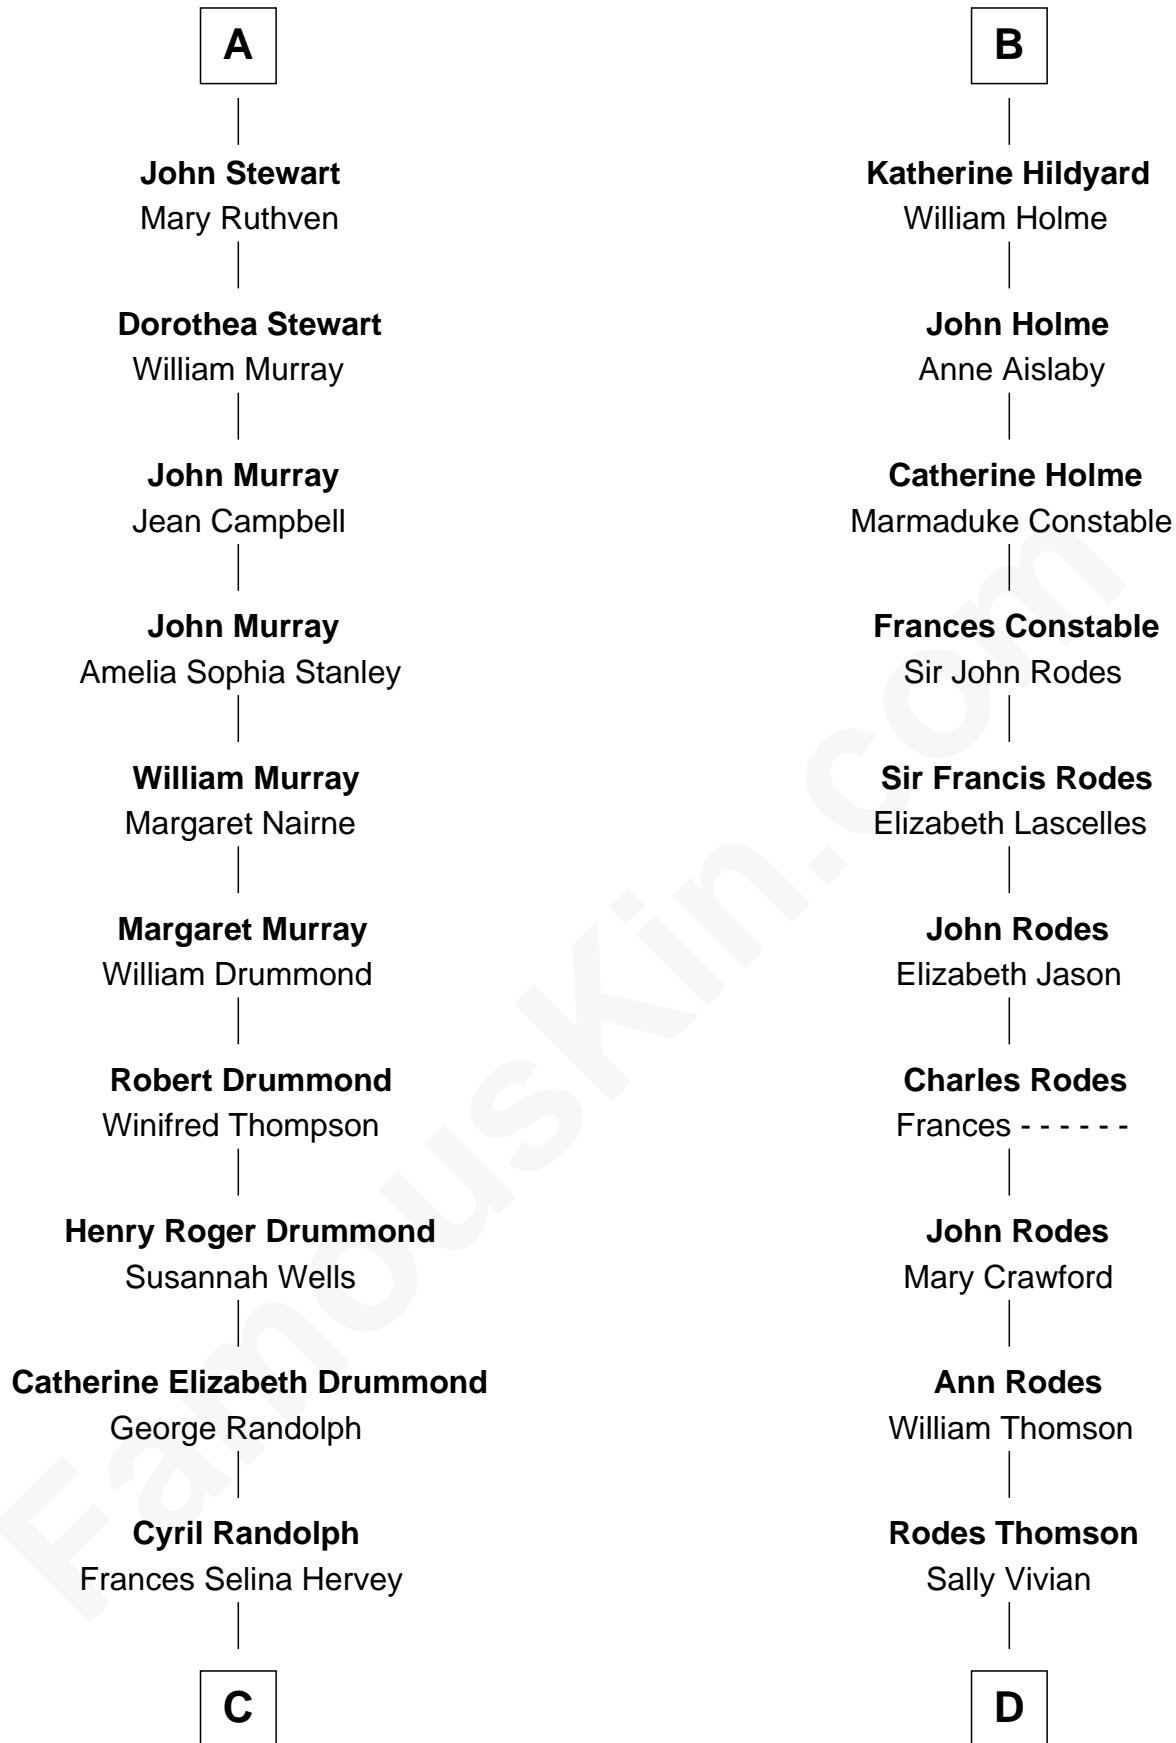 A
John Stewart
Mary Ruthven
Dorothea Stewart
William Murray
John Murray
Jean Campbell
John Murray
Amelia Sophia Stanley
William Murray
Margaret Nairne
Margaret Murray
William Drummond
Robert Drummond
Winifred Thompson
Henry Roger Drummond
Susannah Wells
Catherine Elizabeth Drummond
George Randolph
Cyril Randolph
Frances Selina Hervey
C
B
Katherine Hildyard
William Holme
John Holme
Anne Aislaby
Catherine Holme
Marmaduke Constable
Frances Constable
Sir John Rodes
Sir Francis Rodes
Elizabeth Lascelles
John Rodes
Elizabeth Jason
Charles Rodes
Frances - - - - - -
John Rodes
Mary Crawford
Ann Rodes
William Thomson
Rodes Thomson
Sally Vivian
D
FamousKin.com